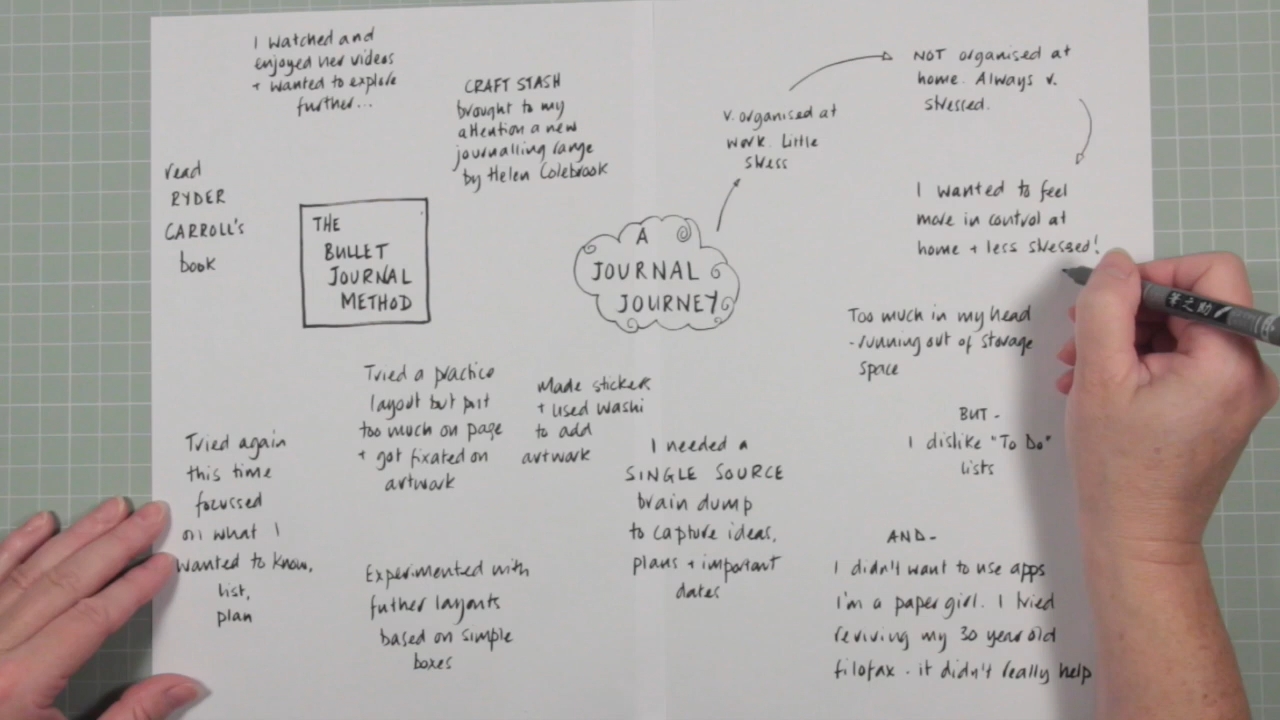 I watched and
enjoyed her videos
+ wanted to explore
further...
CRAFT STASH
brought to my
attention a new
journalling range
by Helen Colebrook
read
RYDER
CARROLL's
book
THE
BULLET
JOURNAL
METHOD
A
JOURNAL
JOURNEY
v. organised at
work. Little
stress
NOT organised at
home. Always v.
stressed.
I wanted to feel
more in control at
home + less stressed!
Too much in my head
- running out of storage
space
BUT -
I dislike "To Do"
lists
AND -
I didn't want to use apps
I'm a paper girl. I tried
reviving my 30 year old
filofax - it didn't really help
I needed a
SINGLE SOURCE
brain dump
to capture ideas,
plans + important
dates
Made stickers
+ used washi
to add
artwork
Tried a practice
layout but put
too much on page
+ got fixated on
artwork
Tried again
this time
focussed
on what I
wanted to know,
list,
plan
Experimented with
futher layouts
based on simple
boxes
筆之助